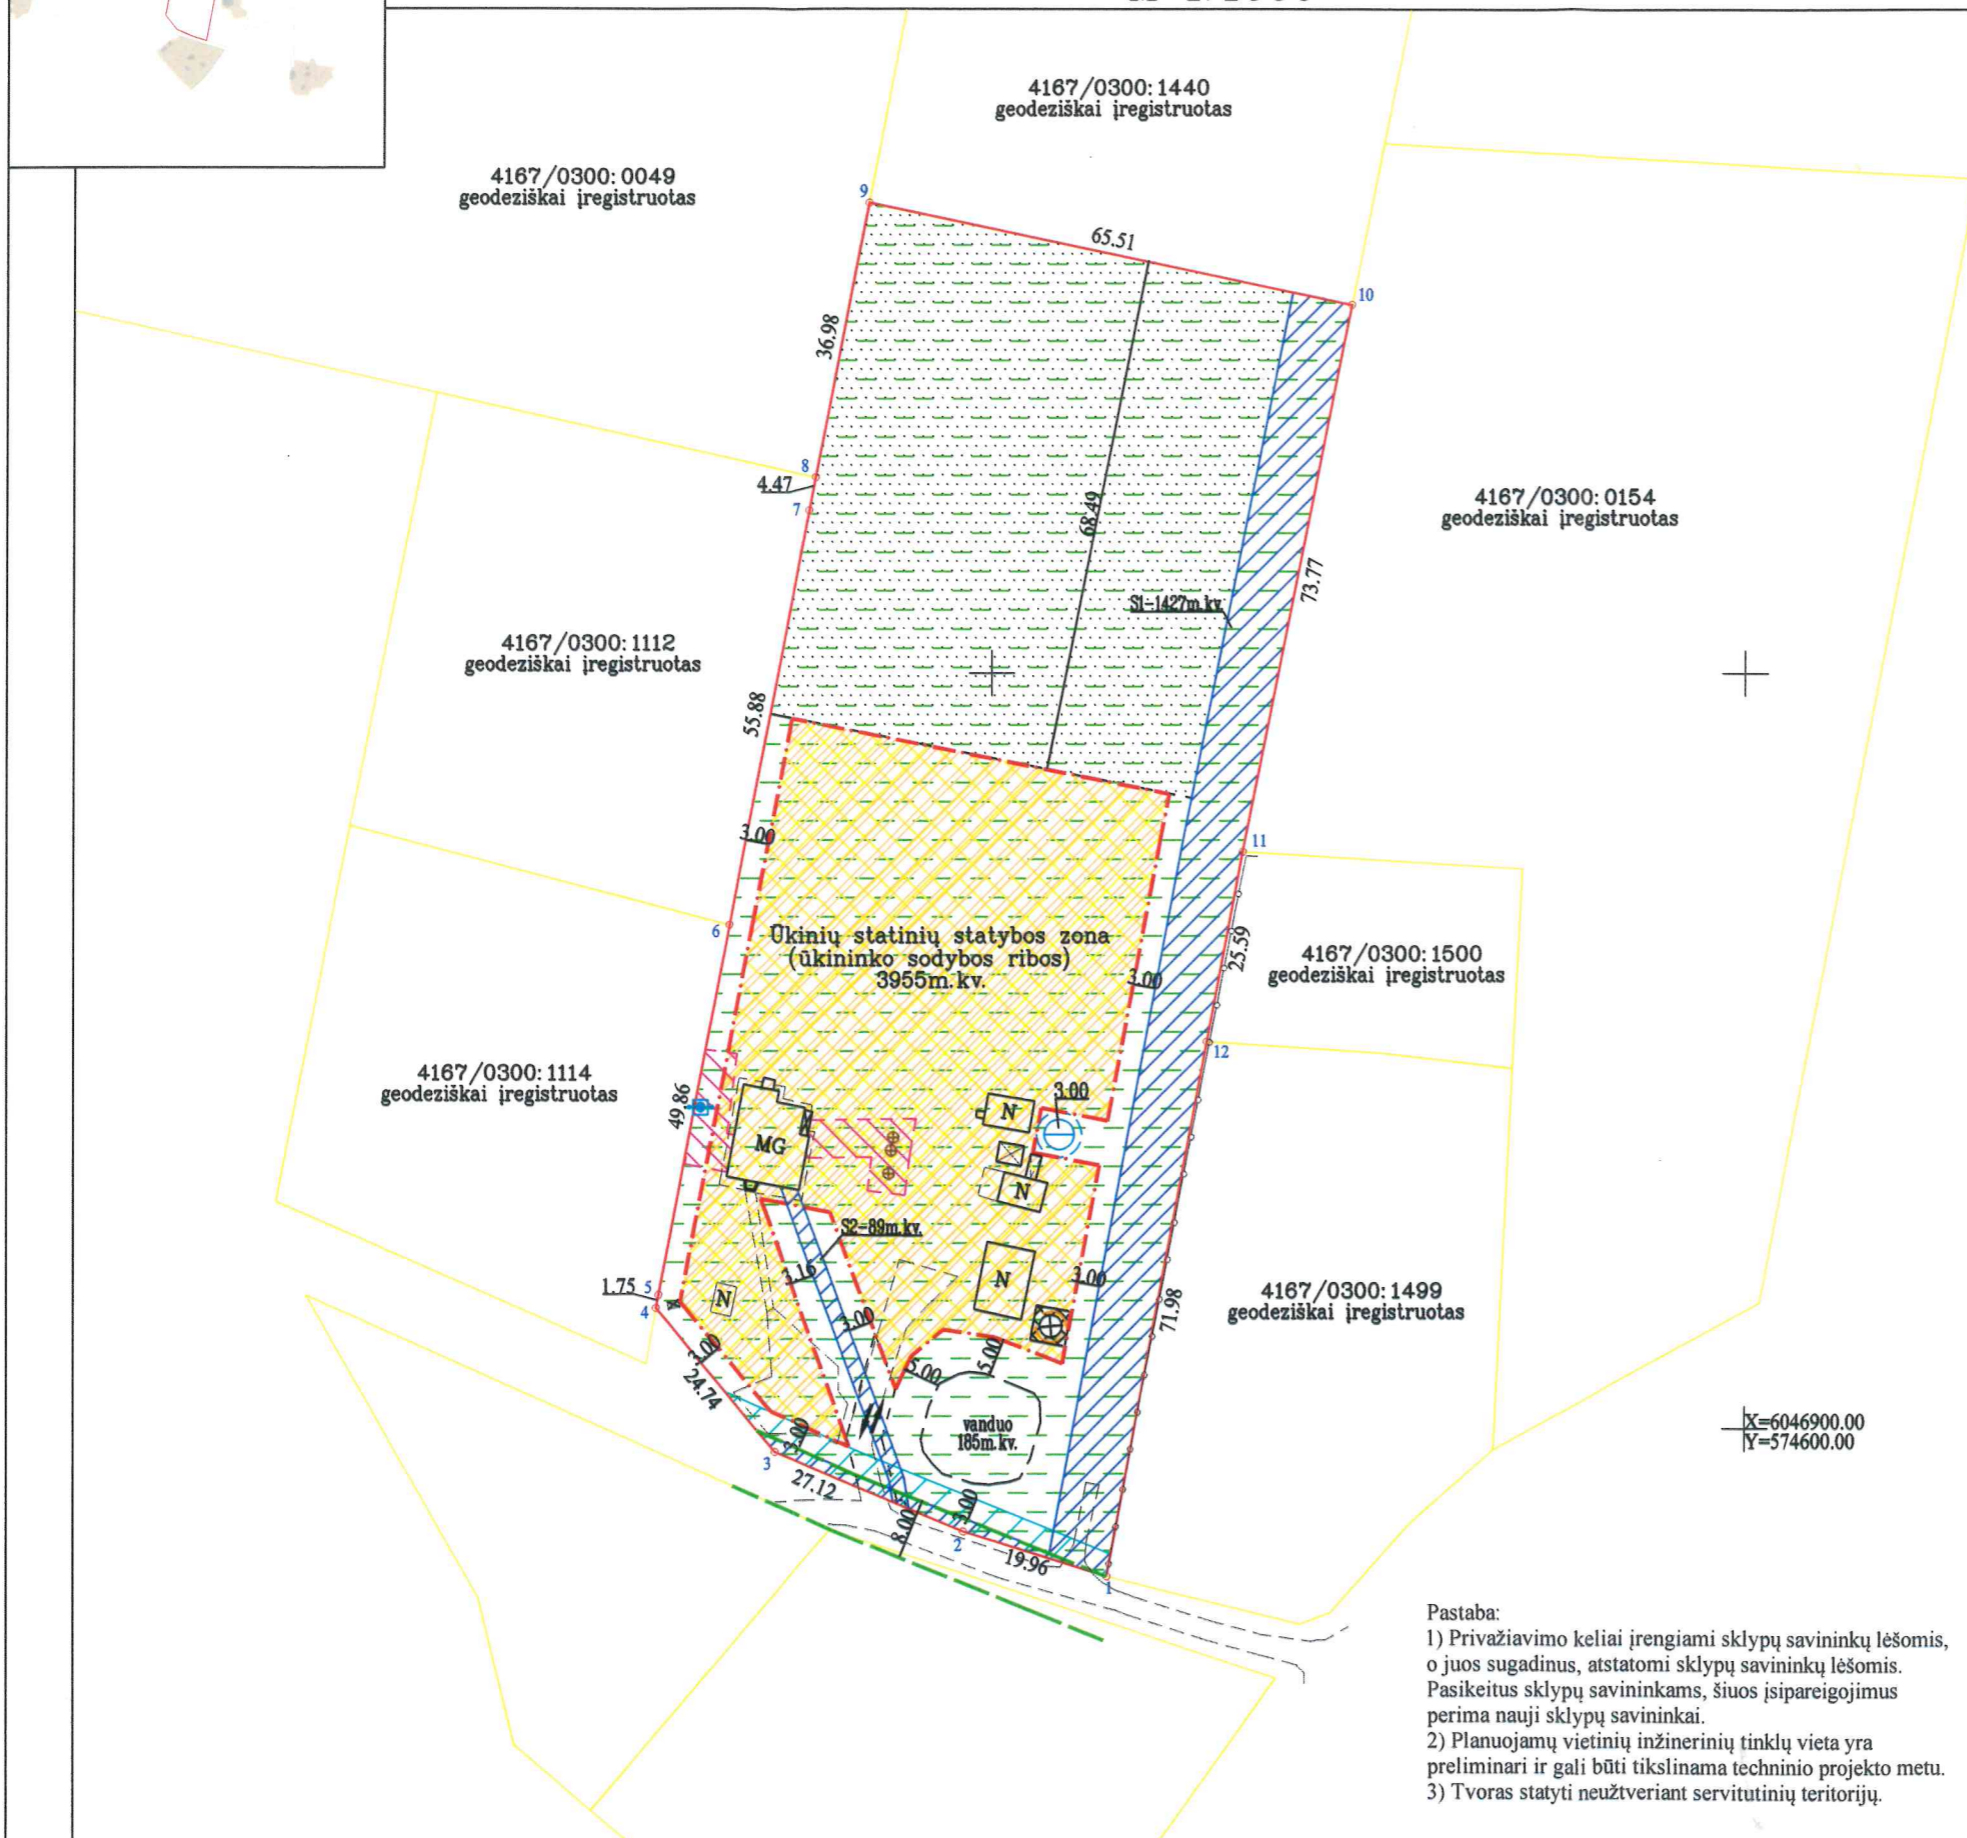 4167/0300:1440
geodeziškai įregistruotas
4167/0300:0049
geodeziškai įregistruotas
9
65.51
10
36.98
8
4.47
7
68.49
4167/0300:0154
geodeziškai įregistruotas
73.77
S1-1427m.kv.
4167/0300:1112
geodeziškai įregistruotas
55.88
3.00
11
6
Ūkinių statinių statybos zona
(ūkininko sodybos ribos)
3955m.kv.
3.00
25.59
4167/0300:1500
geodeziškai įregistruotas
12
4167/0300:1114
geodeziškai įregistruotas
49.86
3.00
N
MG
N
S2-89m.kv.
3.15
N
3.00
1.75
5
4
N
3.00
71.98
4167/0300:1499
geodeziškai įregistruotas
3.00
24.74
5.00
5.00
vanduo
185m.kv.
3.00
3
27.12
3.00
8.00
2
19.96
1
X=6046900.00
Y=574600.00
Pastaba:
1) Privažiavimo keliai įrengiami sklypų savininkų lėšomis,
o juos sugadinus, atstatomi sklypų savininkų lėšomis.
Pasikeitus sklypų savininkams, šiuos įsipareigojimus
perima nauji sklypų savininkai.
2) Planuojamų vietinių inžinerinių tinklų vieta yra
preliminari ir gali būti tikslinama techninio projekto metu.
3) Tvoras statyti neužtveriant servitutinių teritorijų.